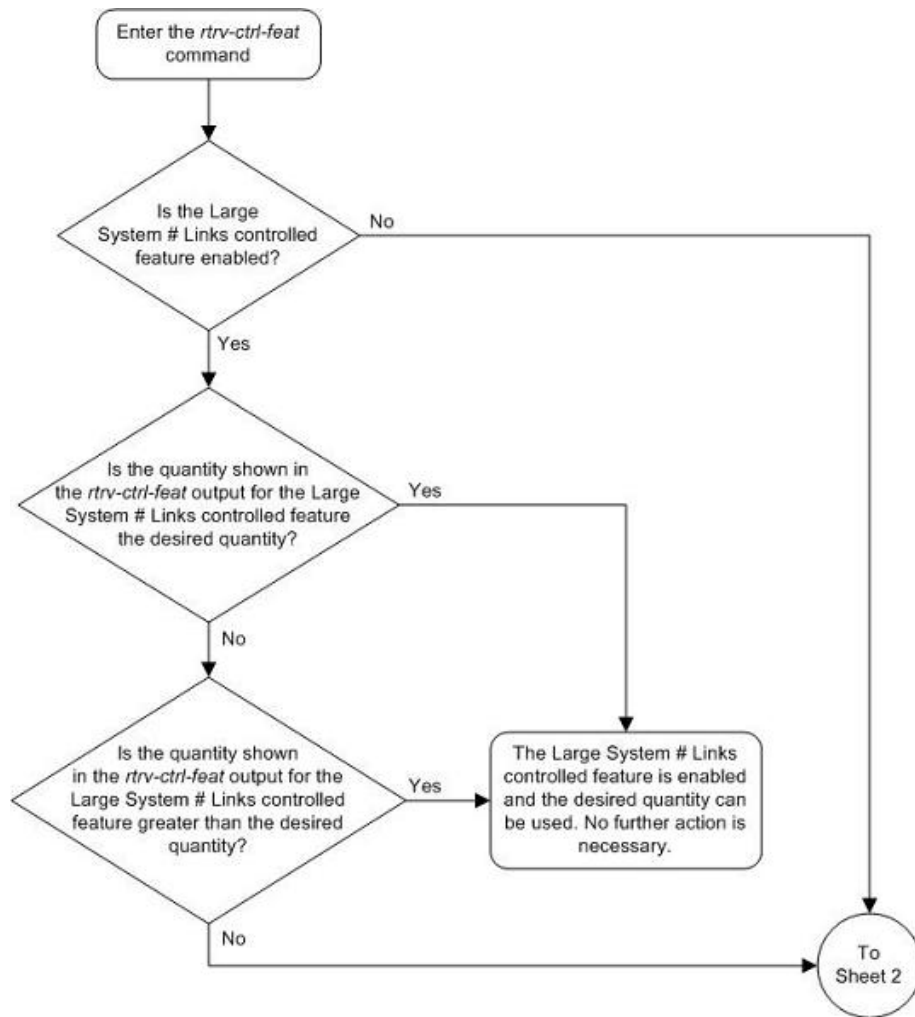 Enter the rtrv-ctrl-feat
command
Is the Large
System # Links controlled
feature enabled?
No
Yes
Is the quantity shown in
the rtrv-ctrl-feat output for the Large
System # Links controlled feature
the desired quantity?
Yes
No
Is the quantity shown
in the rtrv-ctrl-feat output for the
Large System # Links controlled
feature greater than the desired
quantity?
Yes
The Large System # Links
controlled feature is enabled
and the desired quantity can
be used. No further action is
necessary.
No
To
Sheet 2